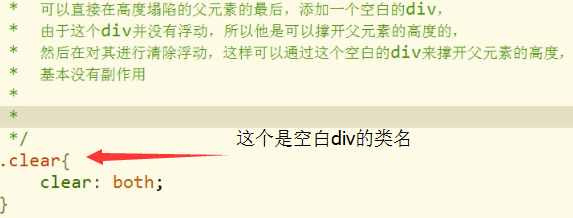 * 可以直接在高度塌陷的父元素的最后，添加一个空白的div，
* 由于这个div并没有浮动，所以他是可以撑开父元素的高度的，
* 然后在对其进行清除浮动，这样可以通过这个空白的div来撑开父元素的高度，
* 基本没有副作用
*
*
*/
这个是空白div的类名
.clear{
clear: both;
}